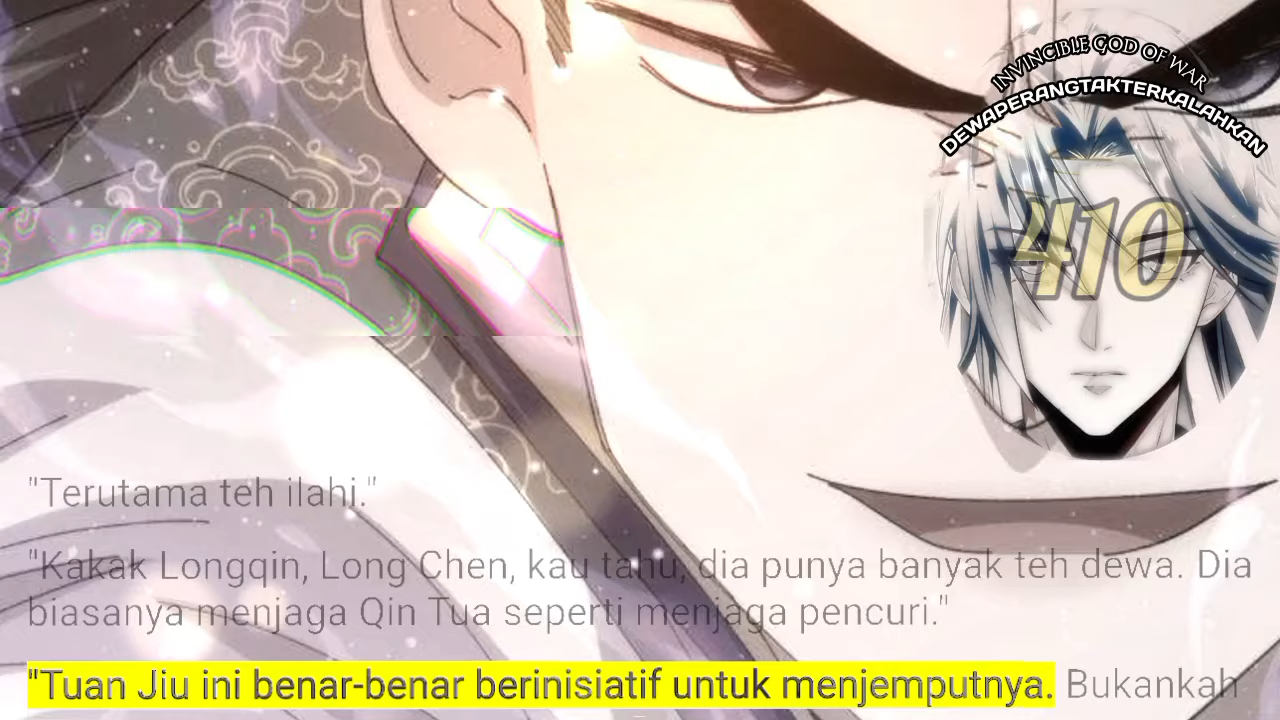 INVINCIBLE GOD OF WAR
DEWAPERANGTAKTERKALAHKAN
410
"Terutama teh ilahi."
"Kakak Longqin, Long Chen, kau tahu, dia punya banyak teh dewa. Dia
biasanya menjaga Qin Tua seperti menjaga pencuri."
"Tuan Jiu ini benar-benar berinisiatif untuk menjemputnya. Bukankah